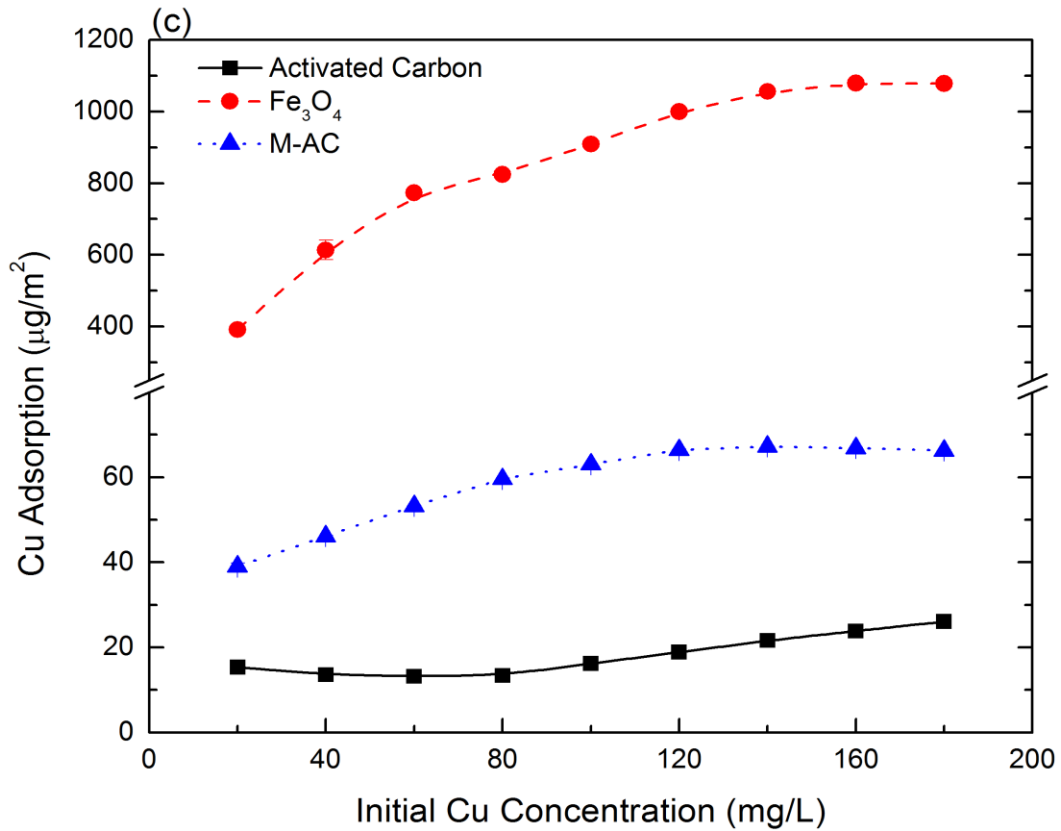 (c)
1200
1000
800
600
400
60
40
20
0
Cu Adsorption (μg/m²)
Activated Carbon
Fe₃O₄
M-AC
0 40 80 120 160 200
Initial Cu Concentration (mg/L)